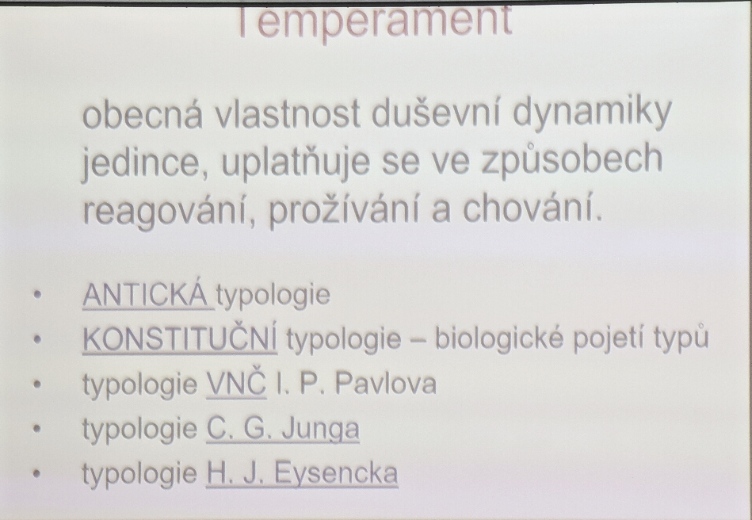 Temperament
obecná vlastnost duševní dynamiky
jedince, uplatňuje se ve způsobech
reagování, prožívání a chování.
• ANTICKÁ typologie
• KONSTITUČNÍ typologie – biologické pojetí typů
• typologie VNČ I. P. Pavlova
• typologie C. G. Junga
• typologie H. J. Eysencka